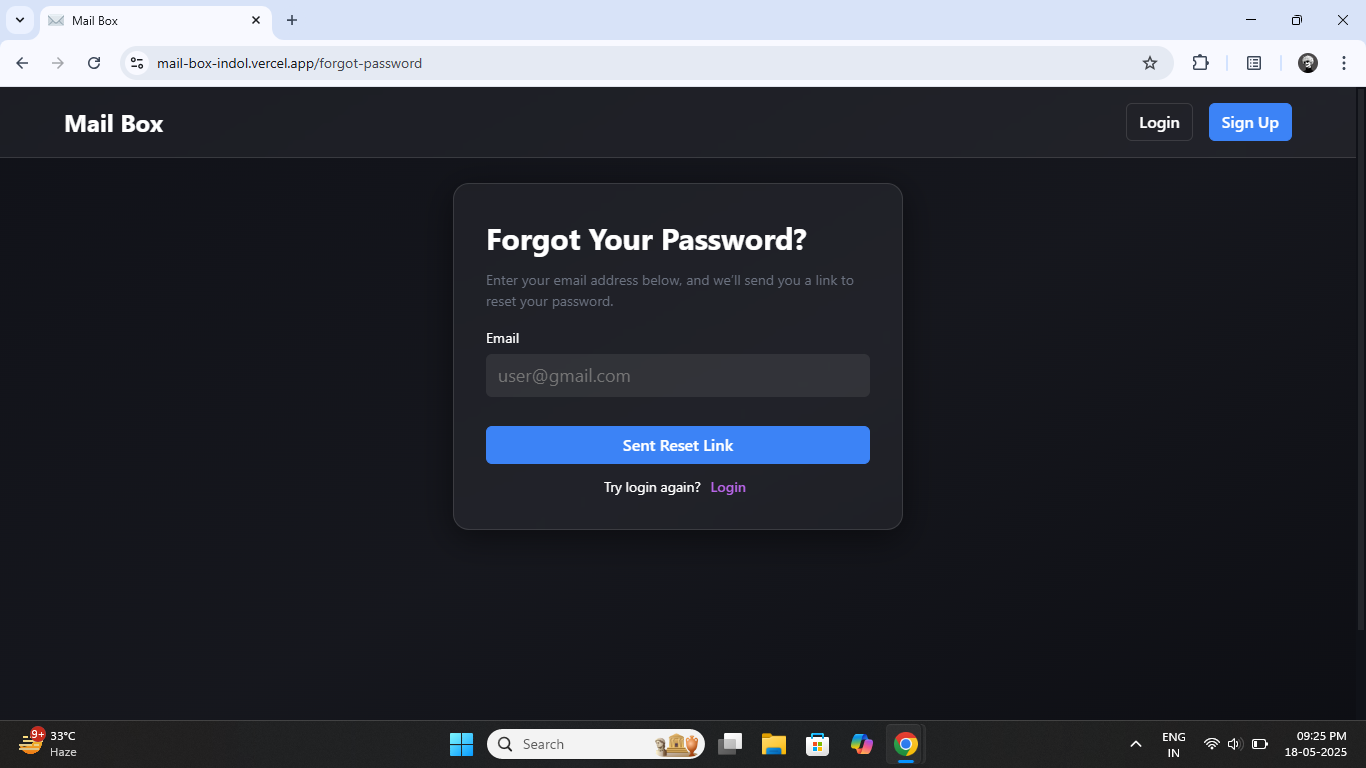 Mail Box
mail-box-indol.vercel.app/forgot-password
Mail Box
Login
Sign Up
Forgot Your Password?
Enter your email address below, and we'll send you a link to
reset your password.
Email
user@gmail.com
Sent Reset Link
Try login again? Login
9+
33°C
Haze
Search
ENG
IN
09:25 PM
18-05-2025